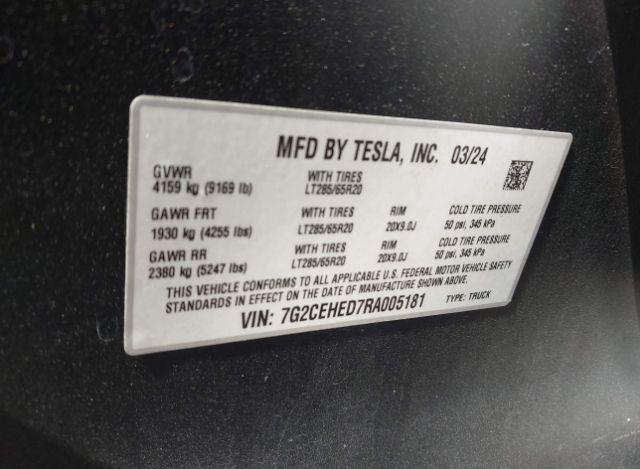 MFD BY TESLA, INC. 03/24
GVWR WITH TIRES
4159 kg (9169 lb) LT285/65R20
GAWR FRT WITH TIRES RIM COLD TIRE PRESSURE
1930 kg (4255 lbs) LT285/65R20 20X9.0J 50 psi, 345 kPa
GAWR RR WITH TIRES RIM COLD TIRE PRESSURE
2380 kg (5247 lbs) LT285/65R20 20X9.0J 50 psi, 345 kPa
THIS VEHICLE CONFORMS TO ALL APPLICABLE U.S. FEDERAL MOTOR VEHICLE SAFETY
STANDARDS IN EFFECT ON THE DATE OF MANUFACTURE SHOWN ABOVE.
VIN: 7G2CEHED7RA005181 TYPE: TRUCK